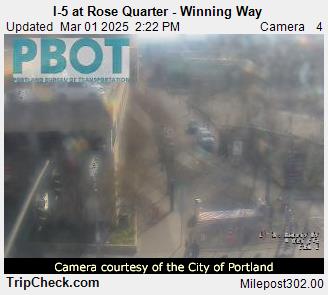 I-5 at Rose Quarter - Winning Way
Updated Mar 01 2025 2:22 PM Camera 4
PBOT
PORTLAND BUREAU OF TRANSPORTATION
Camera courtesy of the City of Portland
TripCheck.com Milepost302.00